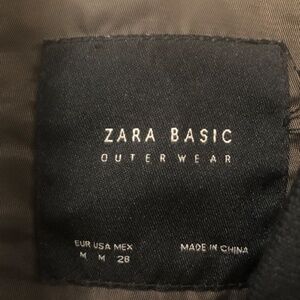 ZARA BASIC
OUTERWEAR
EUR USA MEX MADE IN CHINA
M M 28